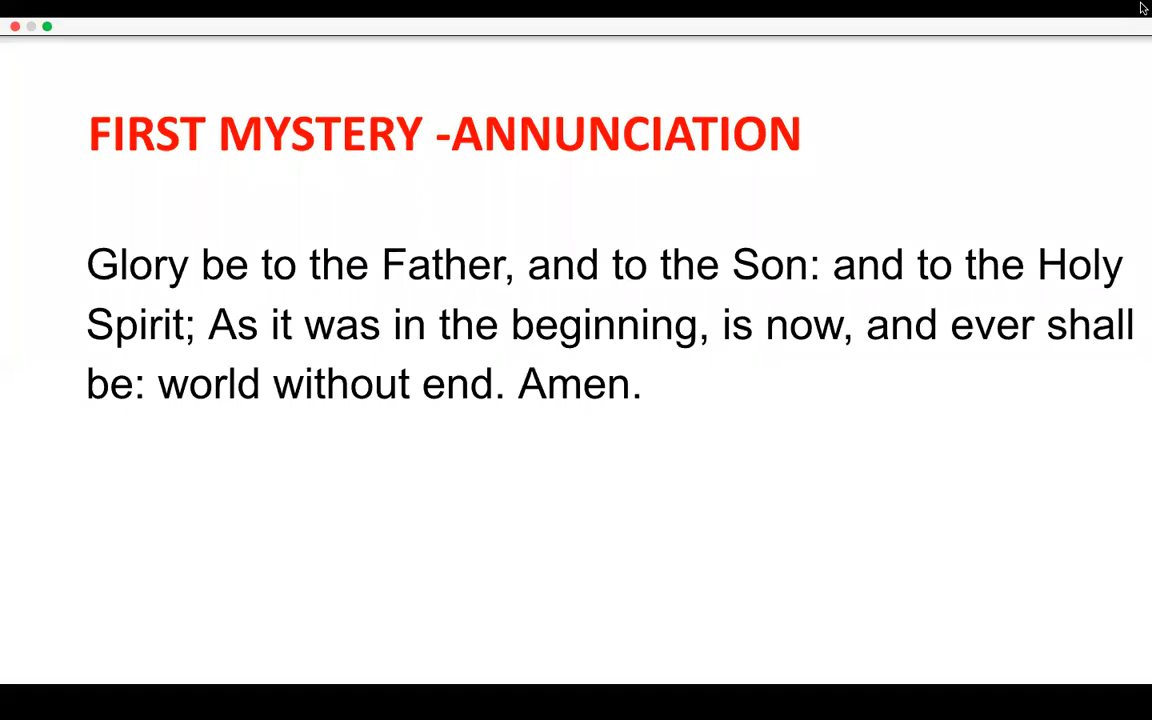 FIRST MYSTERY -ANNUNCIATION
Glory be to the Father, and to the Son: and to the Holy
Spirit; As it was in the beginning, is now, and ever shall
be: world without end. Amen.